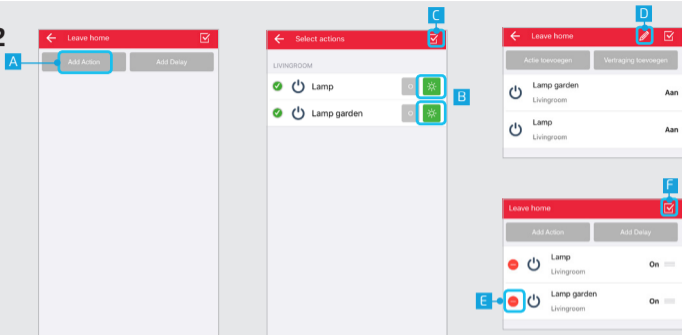 2
A
Leave home
Add Action
Add Delay
C
Select actions
LIVINGROOM
Lamp
Lamp garden
B
D
Leave home
Actie toevoegen
Vertraging toevoegen
Lamp garden
Livingroom
Aan
Lamp
Livingroom
Aan
F
Leave home
Add Action
Add Delay
Lamp
Livingroom
On
E
Lamp garden
Livingroom
On